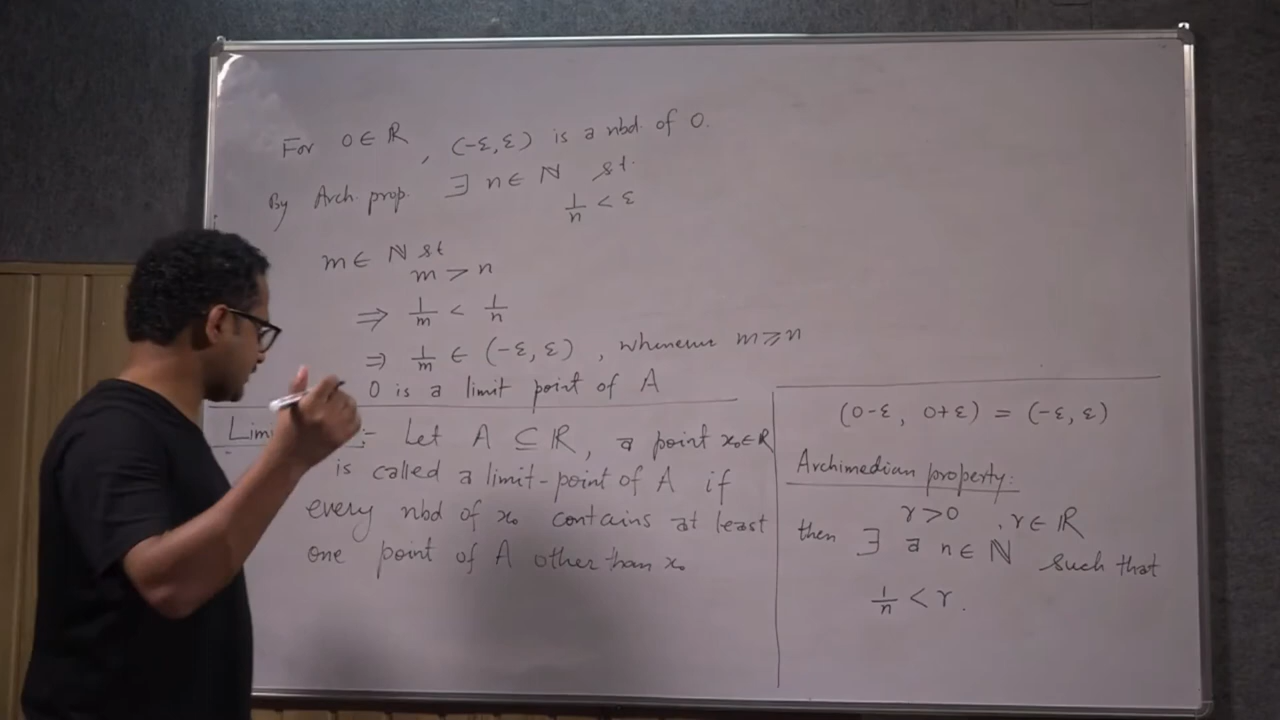 For 0 ∈ ℝ , (-ε, ε) is a nbd. of 0.
By Arch. prop. ∃ n ∈ ℕ st.
1/n < ε
m ∈ ℕ st
m > n
⇒ 1/m < 1/n
⇒ 1/m ∈ (-ε, ε) , whenever m ≥ n
0 is a limit point of A
:- Let A ⊆ ℝ, a point x₀ ∈ ℝ
is called a limit-point of A if
every nbd of x₀ contains at least
one point of A other than x₀
(0-ε, 0+ε) = (-ε, ε)
Archimedian property:
r > 0 , r ∈ ℝ
then ∃ a n ∈ ℕ such that
1/n < r.